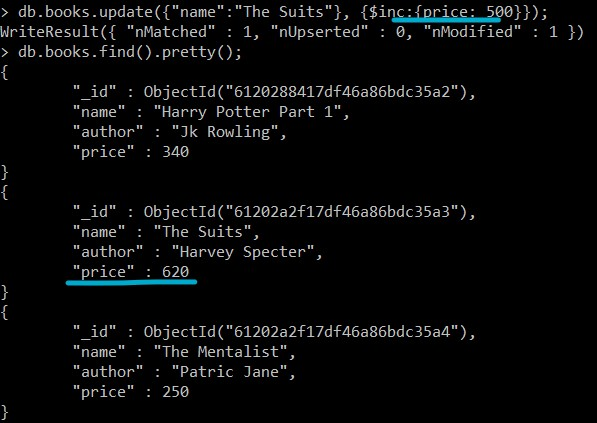 > db.books.update({"name":"The Suits"}, {$inc:{price: 500}});
WriteResult({ "nMatched" : 1, "nUpserted" : 0, "nModified" : 1 })
> db.books.find().pretty();
{
"_id" : ObjectId("6120288417df46a86bdc35a2"),
"name" : "Harry Potter Part 1",
"author" : "Jk Rowling",
"price" : 340
}
{
"_id" : ObjectId("61202a2f17df46a86bdc35a3"),
"name" : "The Suits",
"author" : "Harvey Specter",
"price" : 620
}
{
"_id" : ObjectId("61202a2f17df46a86bdc35a4"),
"name" : "The Mentalist",
"author" : "Patric Jane",
"price" : 250
}